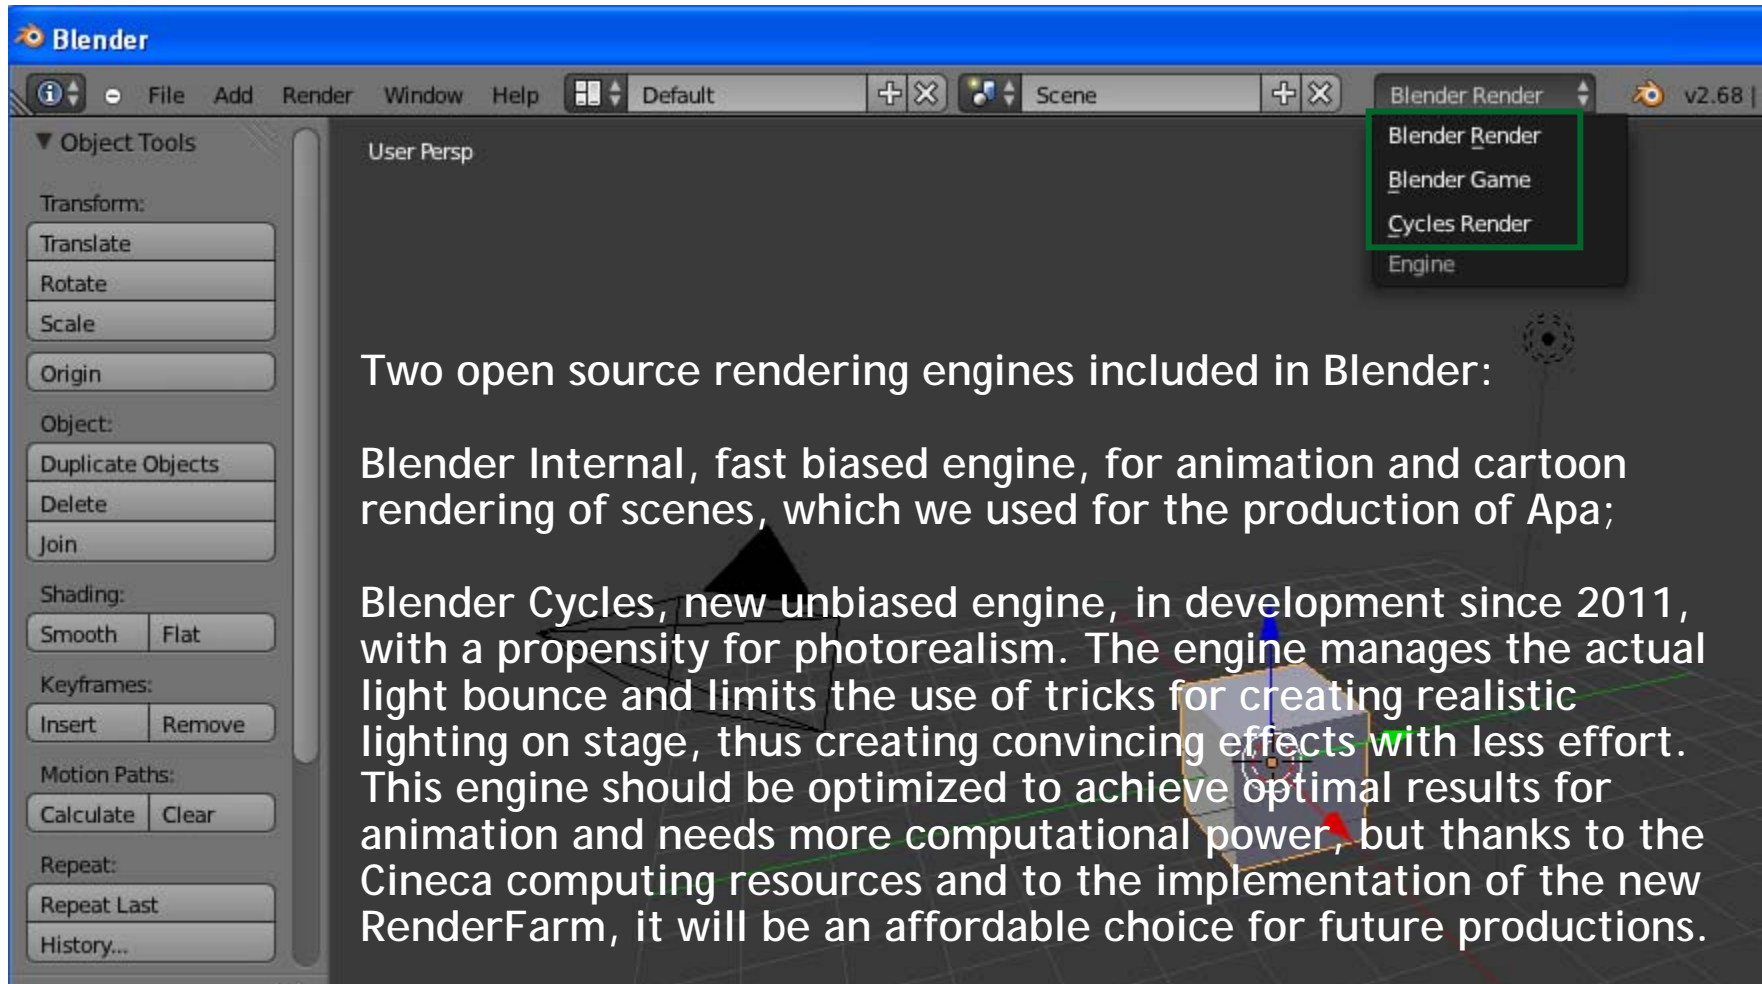 Blender
File Add Render Window Help Default Scene Blender Render v2.68 |
Blender Render
Blender Game
Cycles Render
Engine
Object Tools
User Persp
Transform:
Translate
Rotate
Scale
Origin
Object:
Duplicate Objects
Delete
Join
Shading:
Smooth Flat
Keyframes:
Insert Remove
Motion Paths:
Calculate Clear
Repeat:
Repeat Last
History...
Two open source rendering engines included in Blender:
Blender Internal, fast biased engine, for animation and cartoon
rendering of scenes, which we used for the production of Apa;
Blender Cycles, new unbiased engine, in development since 2011,
with a propensity for photorealism. The engine manages the actual
light bounce and limits the use of tricks for creating realistic
lighting on stage, thus creating convincing effects with less effort.
This engine should be optimized to achieve optimal results for
animation and needs more computational power, but thanks to the
Cineca computing resources and to the implementation of the new
RenderFarm, it will be an affordable choice for future productions.